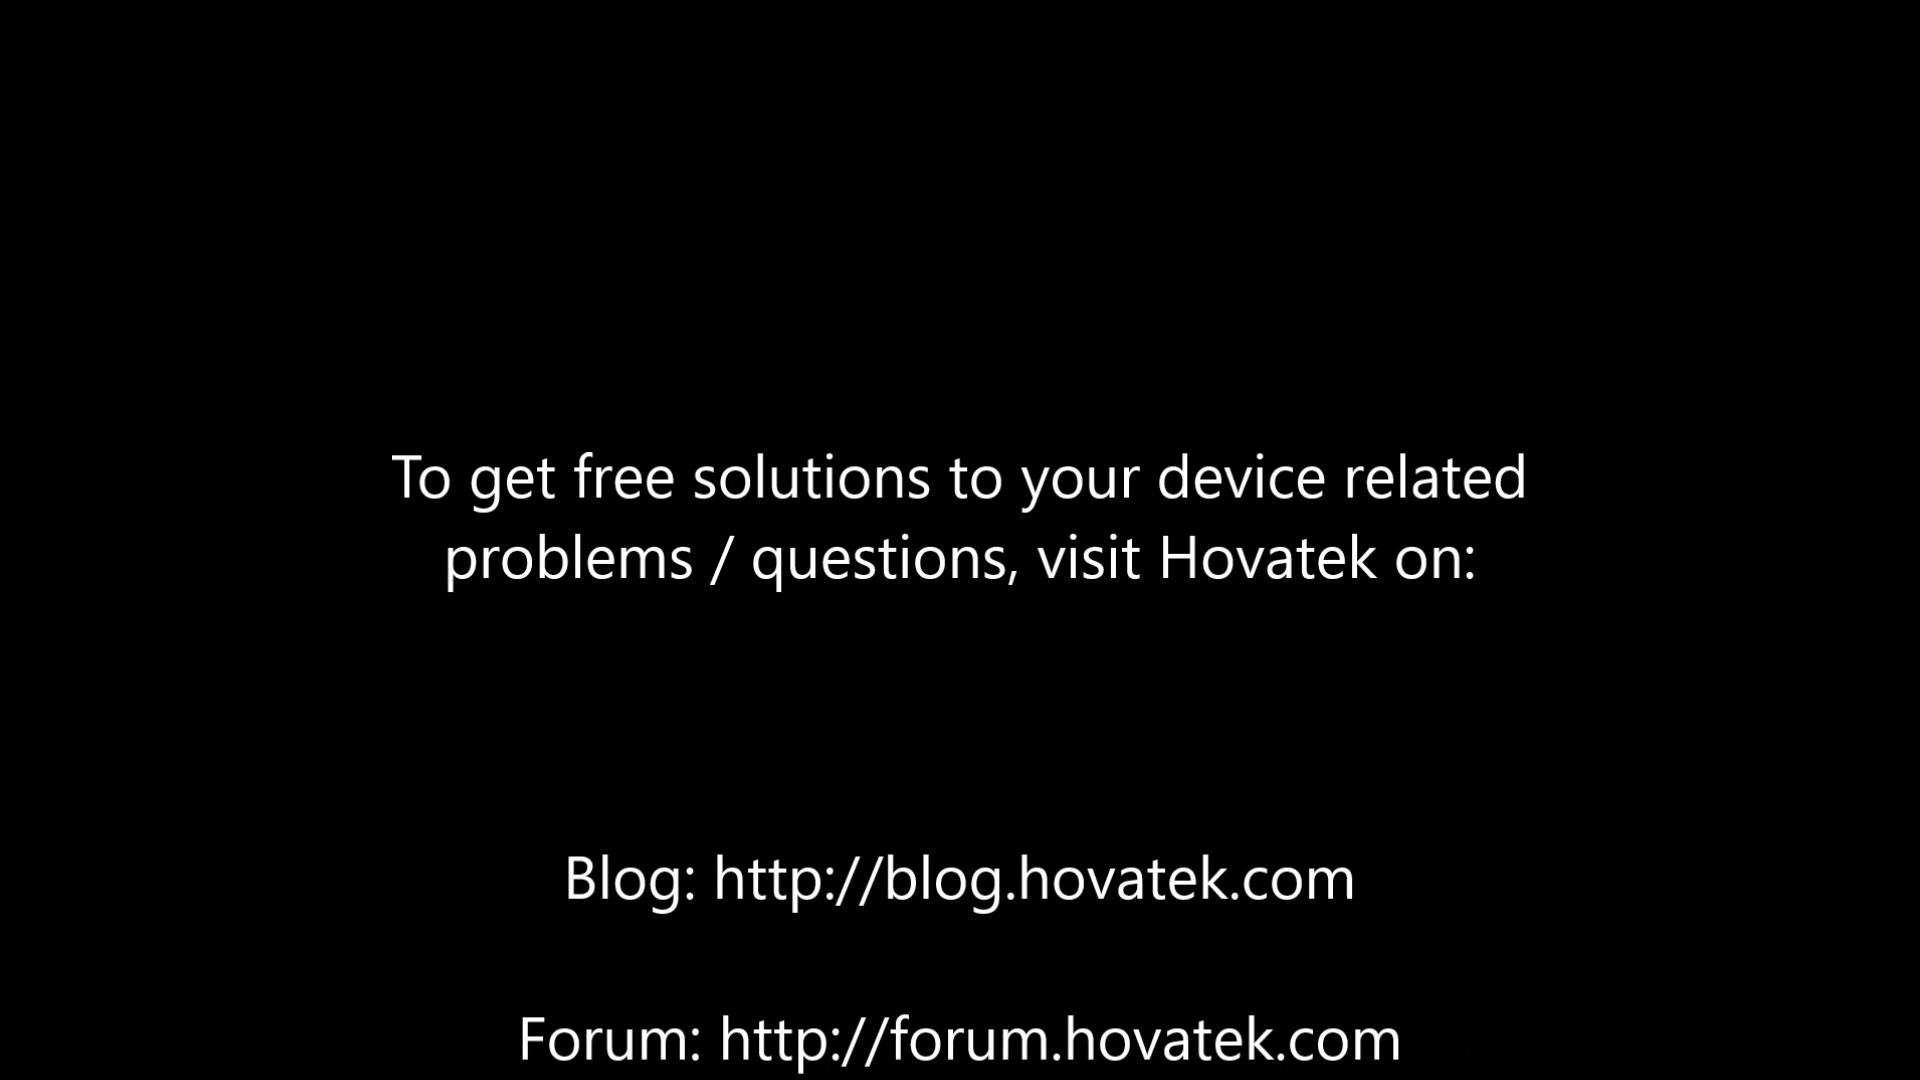 To get free solutions to your device related
problems / questions, visit Hovatek on:
Blog: http://blog.hovatek.com
Forum: http://forum.hovatek.com